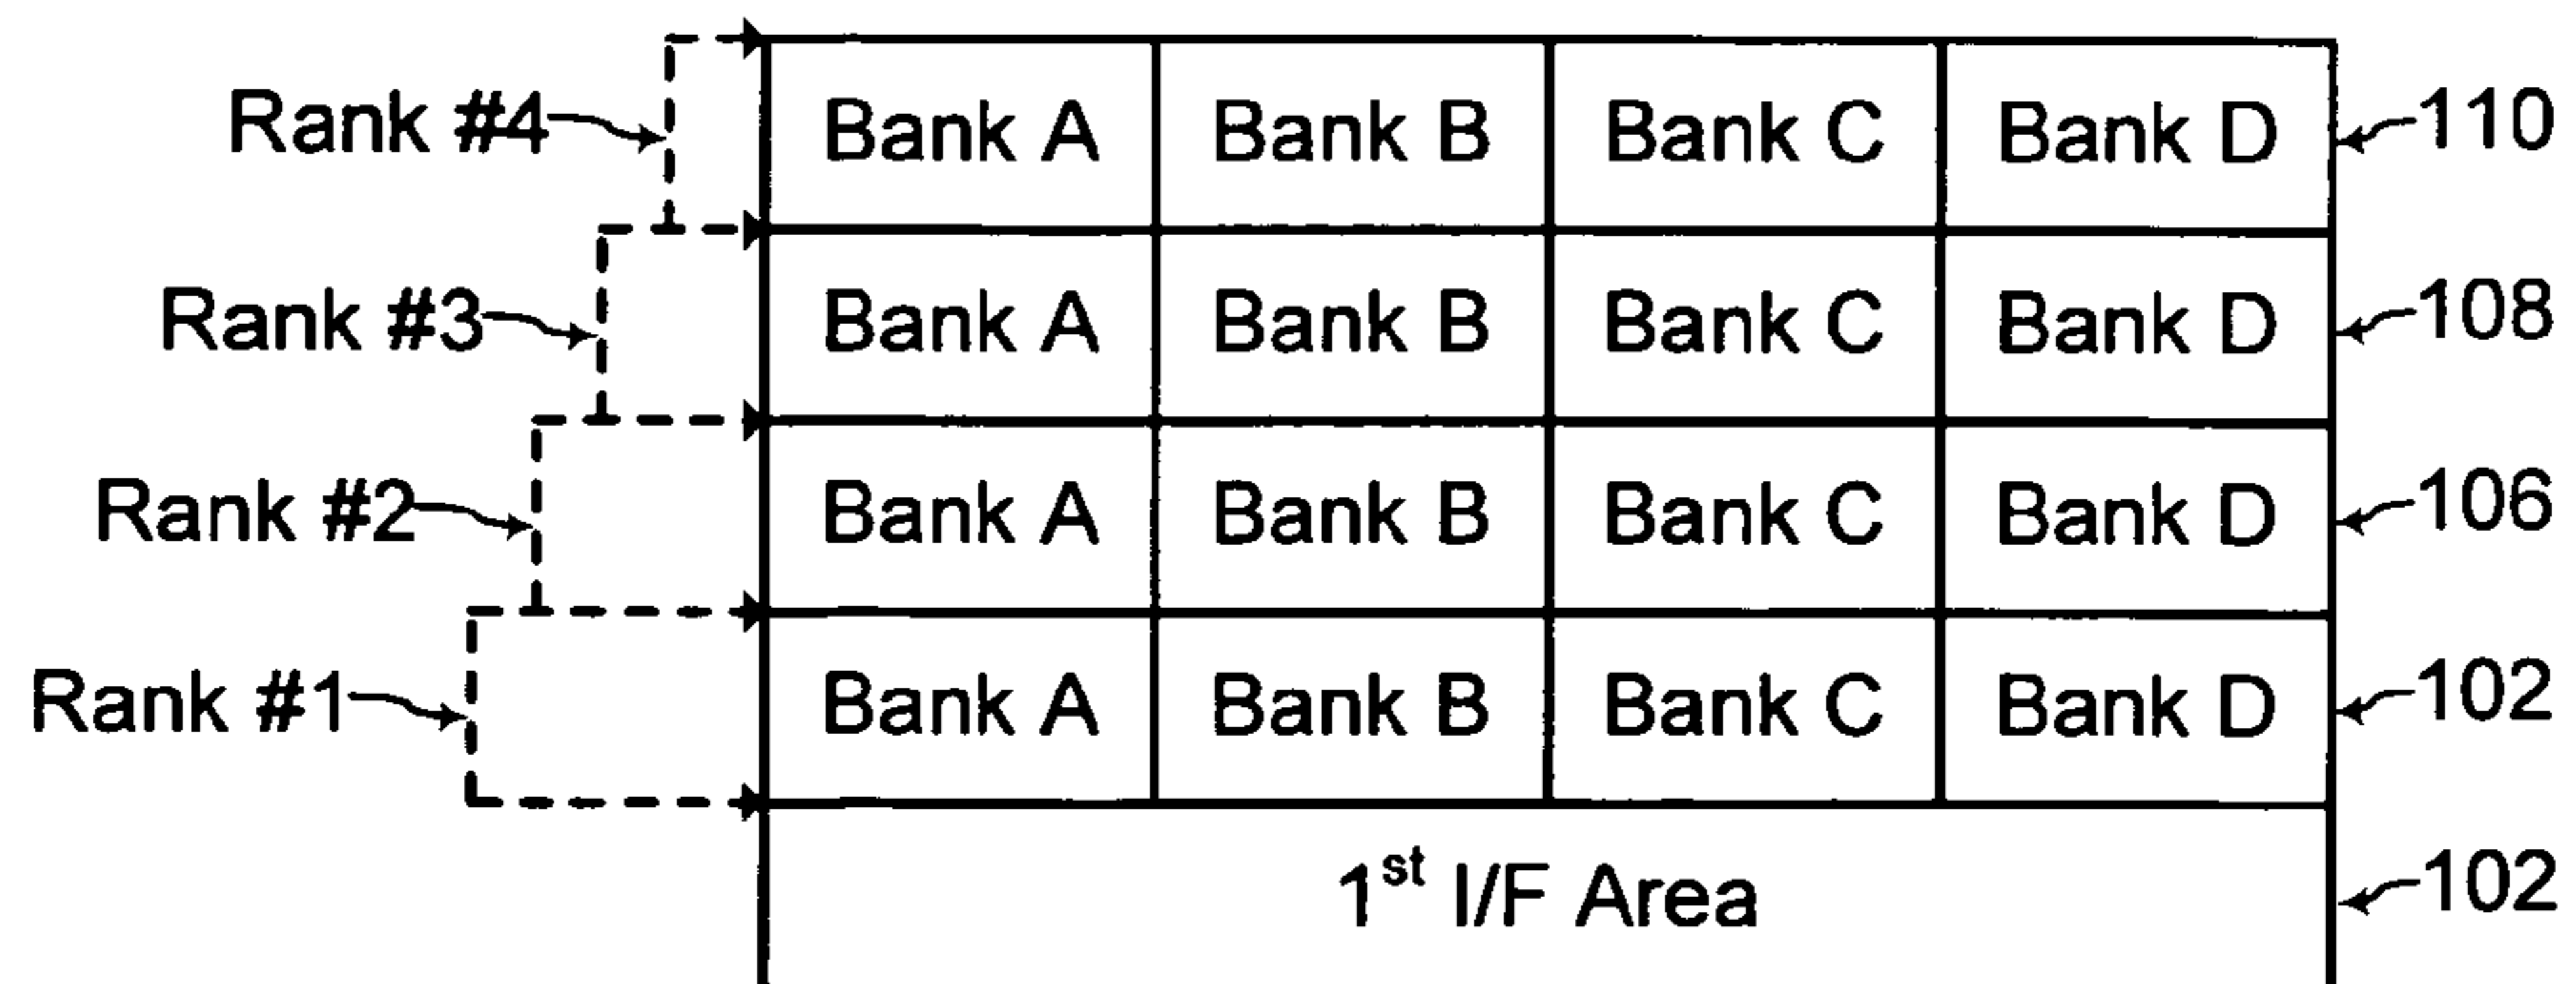 Rank #4 Bank A Bank B Bank C Bank D 110
Rank #3 Bank A Bank B Bank C Bank D 108
Rank #2 Bank A Bank B Bank C Bank D 106
Rank #1 Bank A Bank B Bank C Bank D 102
1st I/F Area 102